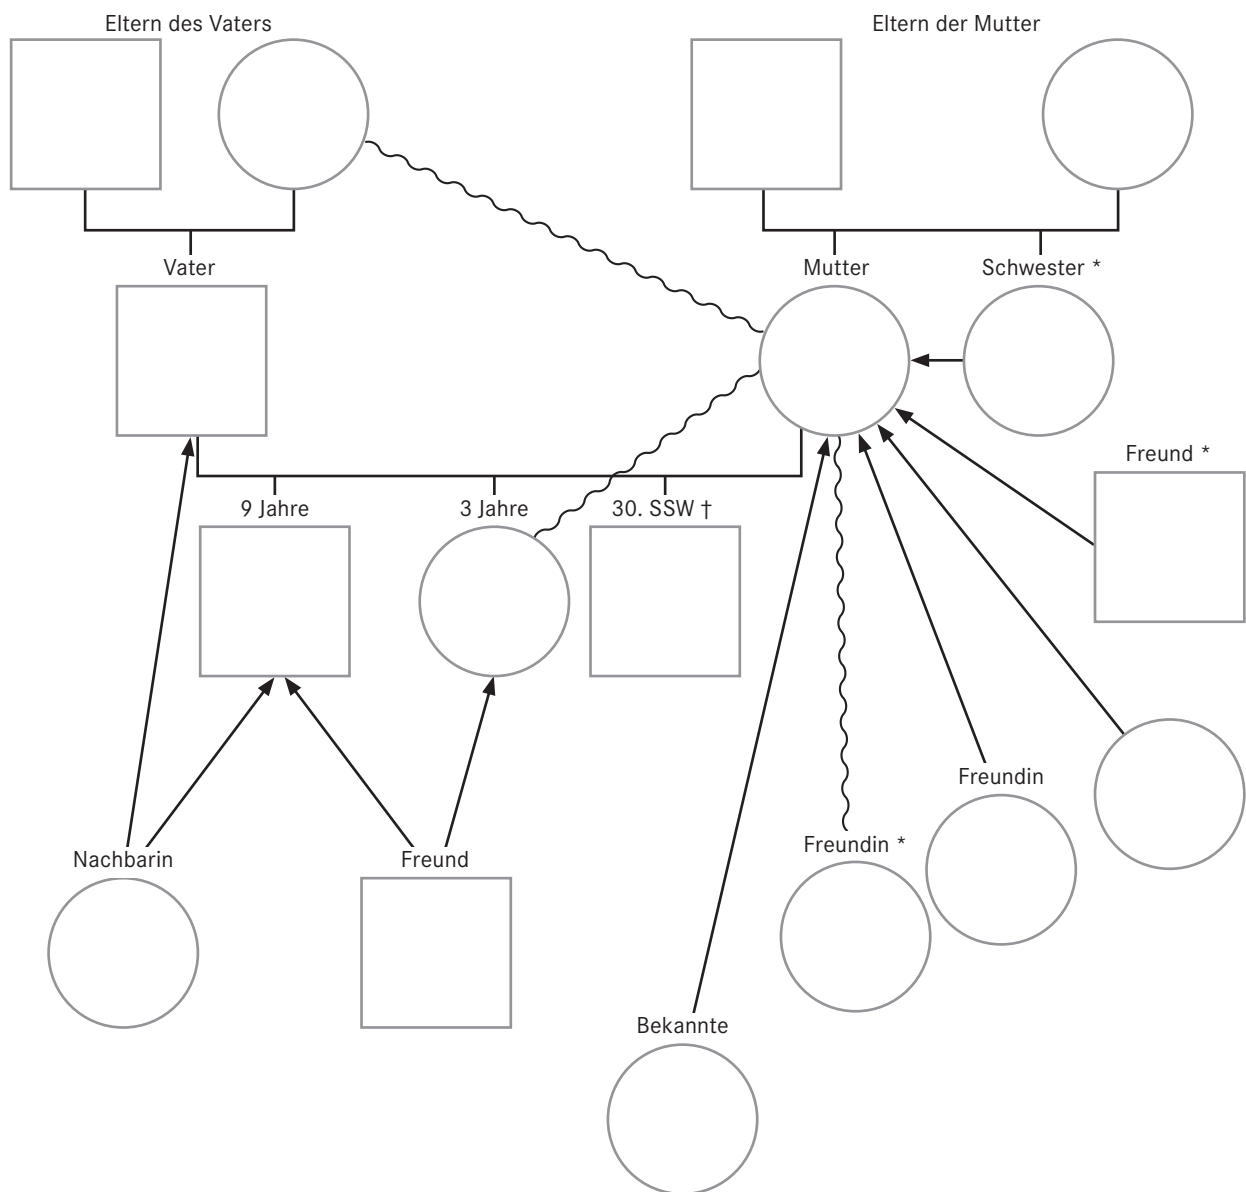 Eltern des Vaters
Eltern der Mutter
Vater
Mutter
Schwester *
Freund *
9 Jahre
3 Jahre
30. SSW †
Freundin
Freundin *
Nachbarin
Freund
Bekannte